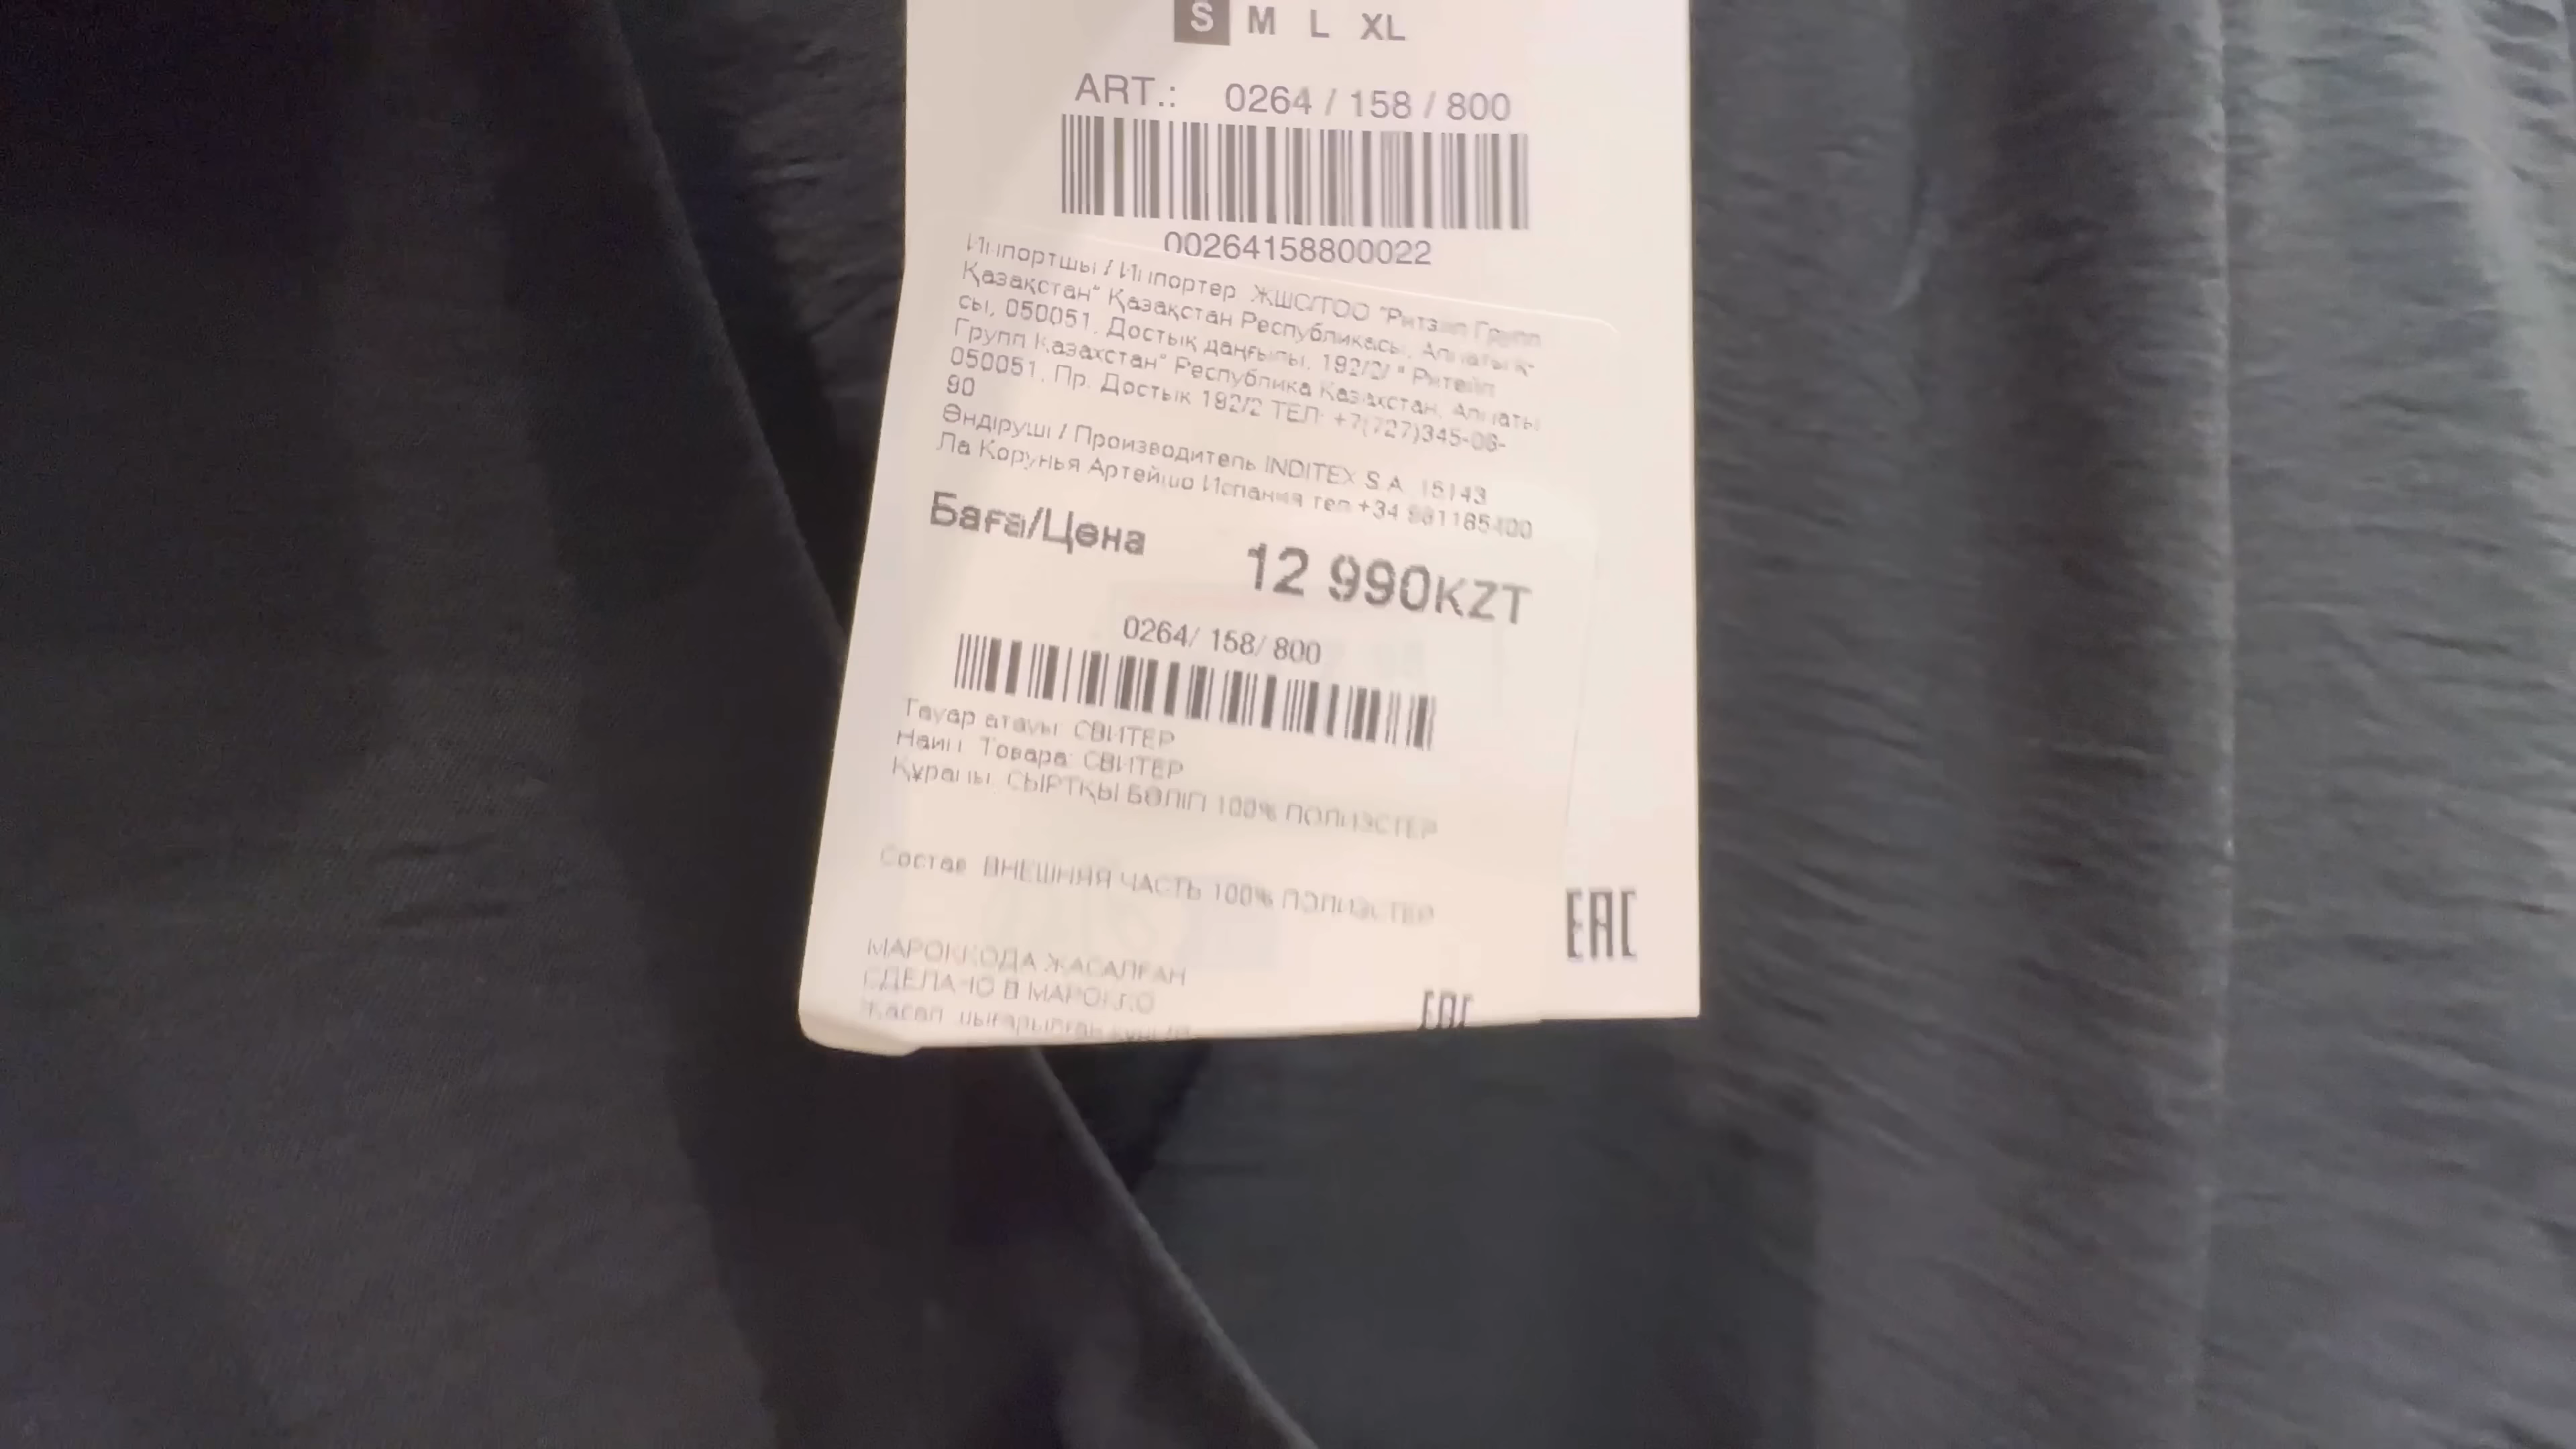 S M L XL
ART.: 0264 / 158 / 800
00264158800022
Импортшы / Импортер ЖШС/ТОО "Ритэйл Групп
Қазақстан" Қазақстан Республикасы, Алматы қ-
сы, 050051, Достық даңғылы, 192/2/ " Ритейл
Групп Казахстан" Республика Казахстан, Алматы
050051, Пр. Достык 192/2 ТЕЛ: +7(727)345-06-
90
Өндіруші / Производитель INDITEX S.A. 15143
Ла Корунья Артейшо Испания тел +34
Баға/Цена 12 990KZT
0264/ 158/ 800
Тауар атауы: СВИТЕР
Наим. Товара: СВИТЕР
Құрамы: СЫРТҚЫ БӨЛІП 100% ПОЛИЭСТЕР
Состав: ВНЕШНЯЯ ЧАСТЬ 100% ПОЛИЭСТЕР
EAC
МАРОККОДА ЖАСАЛҒАН
СДЕЛАНО В МАРОККО
EAC